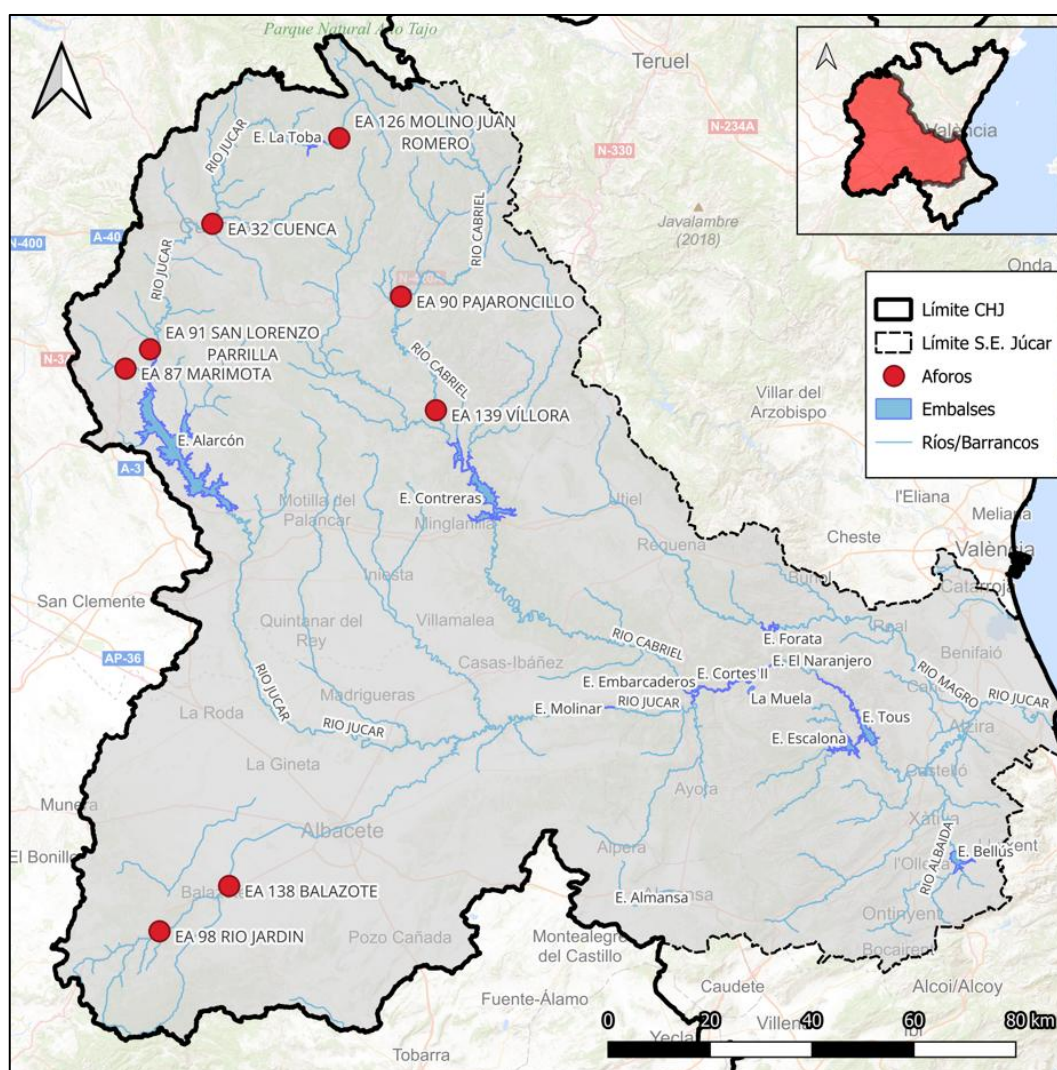 Parque Natural Alto Tajo
Teruel
N-234A
N-330
València
EA 126 MOLINO JUAN
ROMERO
E. La Toba
RIO JUCAR
Javalambre
(2018)
Onda
N-400
A-40
EA 32 CUENCA
RIO CABRIEL
RIO JUCAR
EA 90 PAJARONCILLO
Límite CHJ
Límite S.E. Júcar
Aforos
Embalses
Ríos/Barrancos
EA 91 SAN LORENZO
PARRILLA
EA 87 MARIMOTA
RIO CABRIEL
Villar del
Arzobispo
EA 139 VÍLLORA
E. Alarcón
A-3
Motilla del
Palancar
E. Contreras
Minglanilla
Utiel
l'Eliana
Meliana
Cheste
València
Requena
Buñol
Catarroja
Iniesta
San Clemente
Quintanar del
Rey
Villamalea
AP-36
E. Forata
Real
Benifaió
RIO CABRIEL
Casas-Ibáñez
E. El Naranjero
E. Cortes II
E. Embarcaderos
RIO MAGRO
RIO JUCAR
Madrigueras
La Muela
La Roda
RIO JUCAR
RIO JUCAR
E. Molinar
RIO JUCAR
E. Tous
Alzira
E. Escalona
La Gineta
Castelló
Ayora
Munera
Xàtiva
Albacete
El Bonillo
Alpera
l'Olleria
E. Bellús
RIO ALBAIDA
EA 138 BALAZOTE
E. Almansa
Ontinyent
EA 98 RIO JARDIN
Pozo Cañada
Montealegre
del Castillo
Bocairent
Caudete
Alcoi/Alcoy
Fuente-Álamo
0 20 40 60 80 km
Yecla
Villena
Ibi
Tobarra